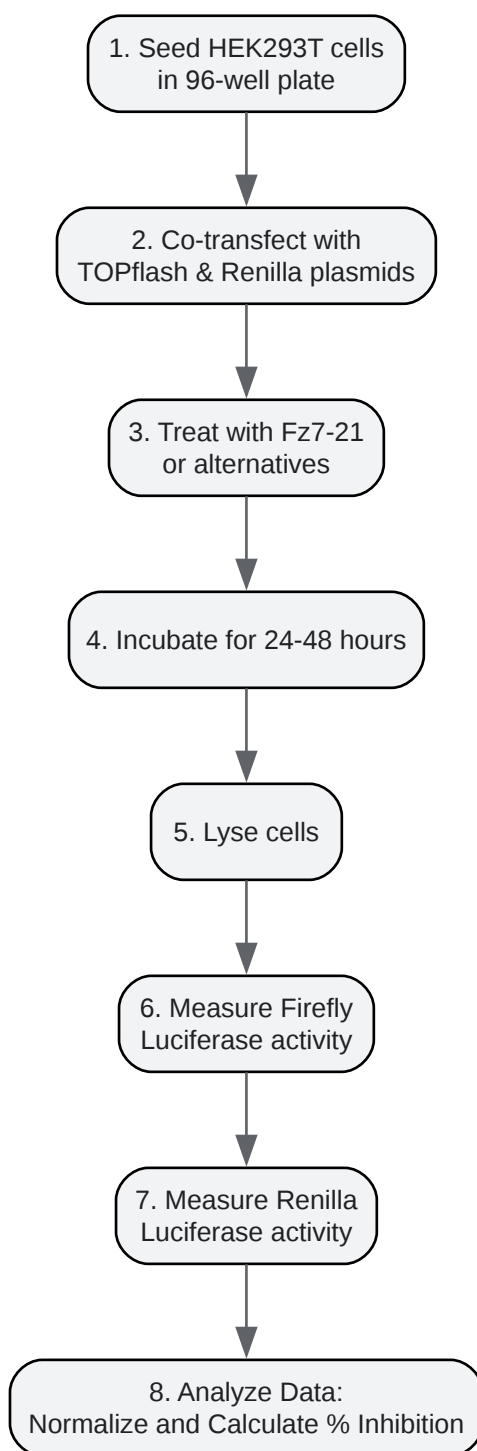 1. Seed HEK293T cells
in 96-well plate
2. Co-transfect with
TOPflash & Renilla plasmids
3. Treat with Fz7-21
or alternatives
4. Incubate for 24-48 hours
5. Lyse cells
6. Measure Firefly
Luciferase activity
7. Measure Renilla
Luciferase activity
8. Analyze Data:
Normalize and Calculate % Inhibition